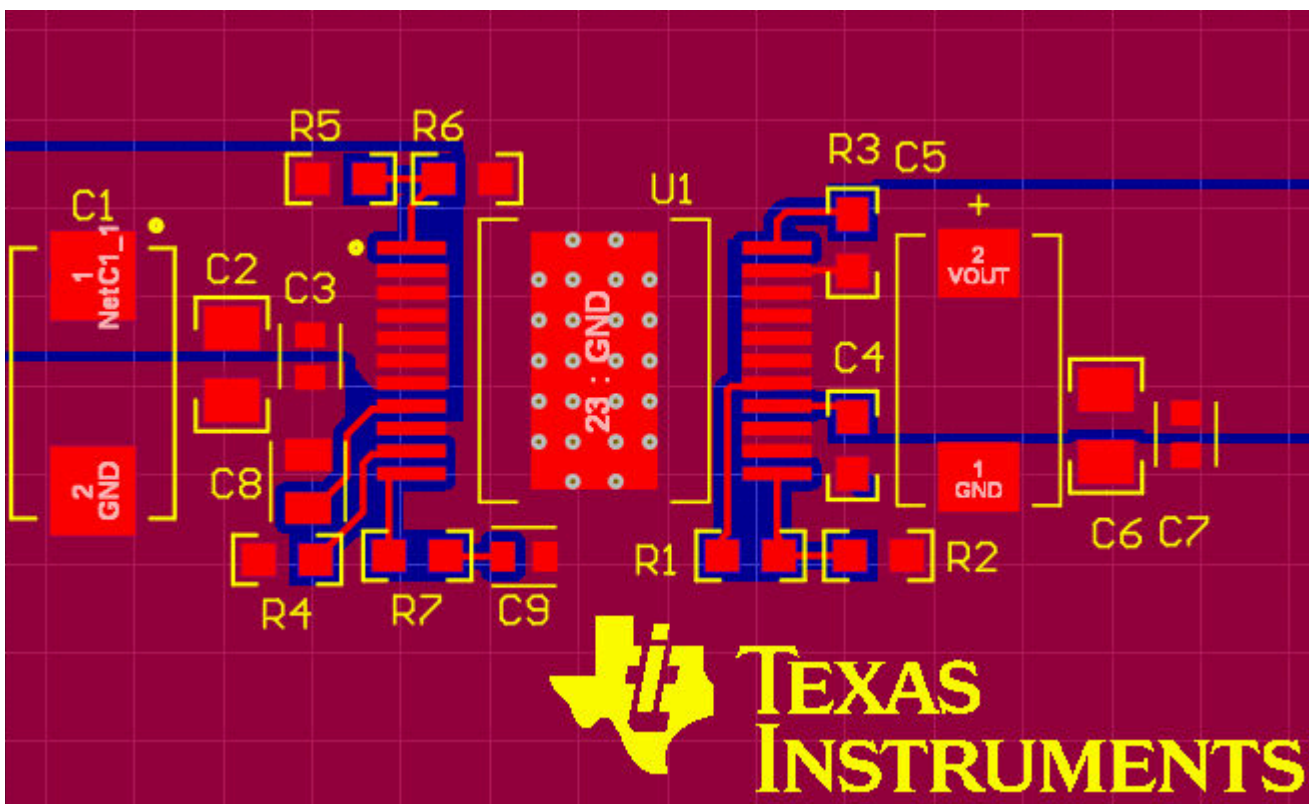 R5
R6
R3
C5
C1
U1
+
1
NetC1_1
C2
C3
2
VOUT
23 : GND
C4
C8
2
GND
1
GND
R4
R7
C9
R1
R2
C6
C7
TEXAS
INSTRUMENTS